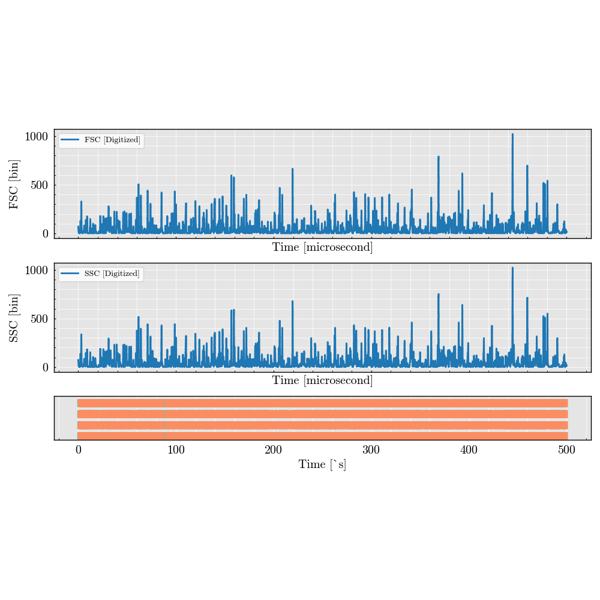 1000
500
0
FSC [bin]
FSC [Digitized]
Time [microsecond]
1000
500
0
SSC [bin]
SSC [Digitized]
Time [microsecond]
0 100 200 300 400 500
Time [`s]